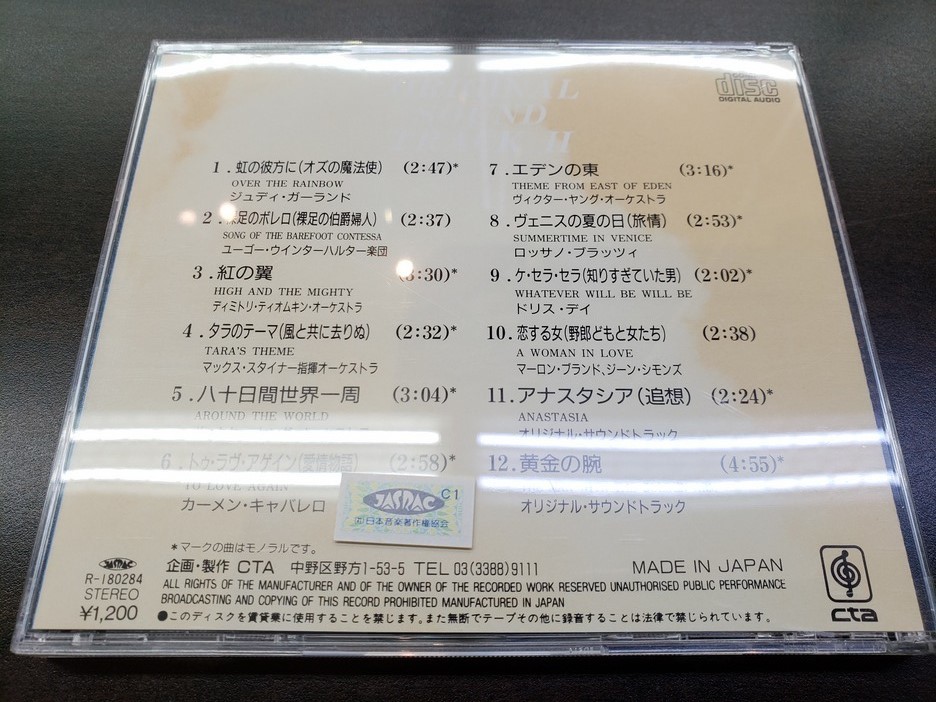 disc
DIGITAL AUDIO
1.虹の彼方に(オズの魔法使) (2:47)*
OVER THE RAINBOW
ジュディ・ガーランド
2.裸足のボレロ(裸足の伯爵婦人) (2:37)
SONG OF THE BAREFOOT CONTESSA
ユーゴー・ウインターハルター楽団
3.紅の翼 (3:30)*
HIGH AND THE MIGHTY
ディミトリ・ティオムキン・オーケストラ
4.タラのテーマ(風と共に去りぬ) (2:32)*
TARA'S THEME
マックス・スタイナー指揮オーケストラ
5.八十日間世界一周 (3:04)*
AROUND THE WORLD
6.トゥ・ラヴ・アゲイン(愛情物語) (2:58)*
TO LOVE AGAIN
カーメン・キャバレロ
7.エデンの東 (3:16)*
THEME FROM EAST OF EDEN
ヴィクター・ヤング・オーケストラ
8.ヴェニスの夏の日(旅情) (2:53)*
SUMMERTIME IN VENICE
ロッサノ・ブラッツィ
9.ケ・セラ・セラ(知りすぎていた男) (2:02)*
WHATEVER WILL BE WILL BE
ドリス・デイ
10.恋する女(野郎どもと女たち) (2:38)
A WOMAN IN LOVE
マーロン・ブランド、ジーン・シモンズ
11.アナスタシア(追想) (2:24)*
ANASTASIA
オリジナル・サウンドトラック
12.黄金の腕 (4:55)*
オリジナル・サウンドトラック
JASRAC C1
日本音楽著作権協会
*マークの曲はモノラルです。
企画・製作 CTA 中野区野方1-53-5 TEL 03(3388)9111 MADE IN JAPAN
ALL RIGHTS OF THE MANUFACTURER AND OF THE OWNER OF THE RECORDED WORK RESERVED UNAUTHORISED PUBLIC PERFORMANCE
BROADCASTING AND COPYING OF THIS RECORD PROHIBITED MANUFACTURED IN JAPAN
●このディスクを賃貸業に使用することを禁じます。また無断でテープその他に録音することは法律で禁じられています。
JASRAC
R-180284
STEREO
¥1,200
cta